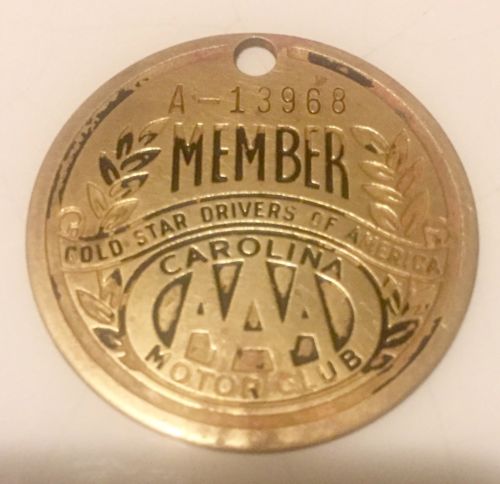 A-13968
MEMBER
GOLD STAR DRIVERS OF AMERICA
CAROLINA
AAA
MOTOR CLUB